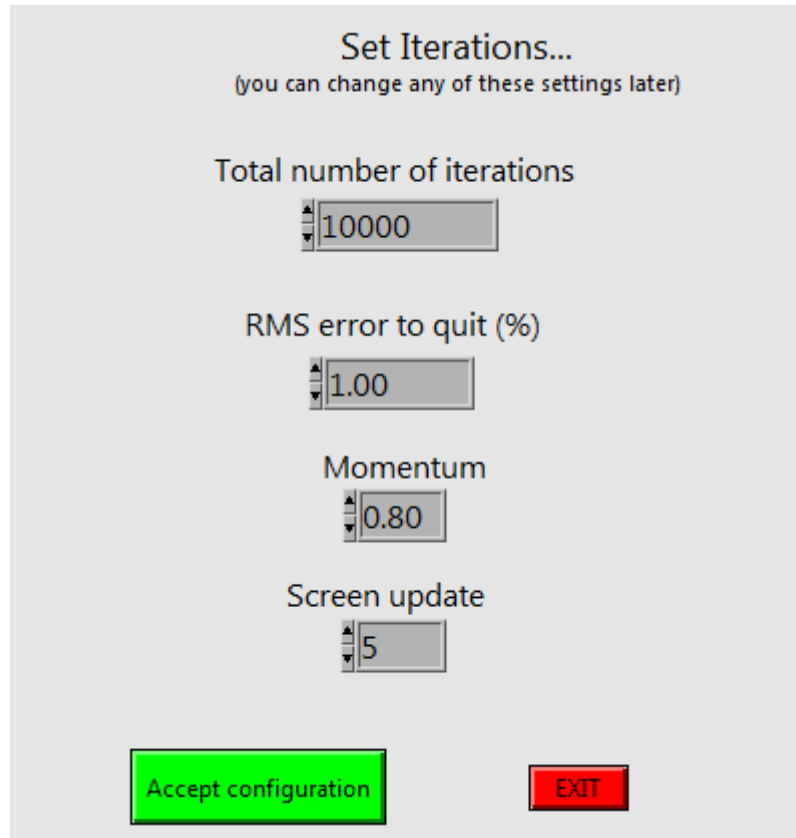 Set Iterations...
(you can change any of these settings later)
Total number of iterations
10000
RMS error to quit (%)
1.00
Momentum
0.80
Screen update
5
Accept configuration
EXIT